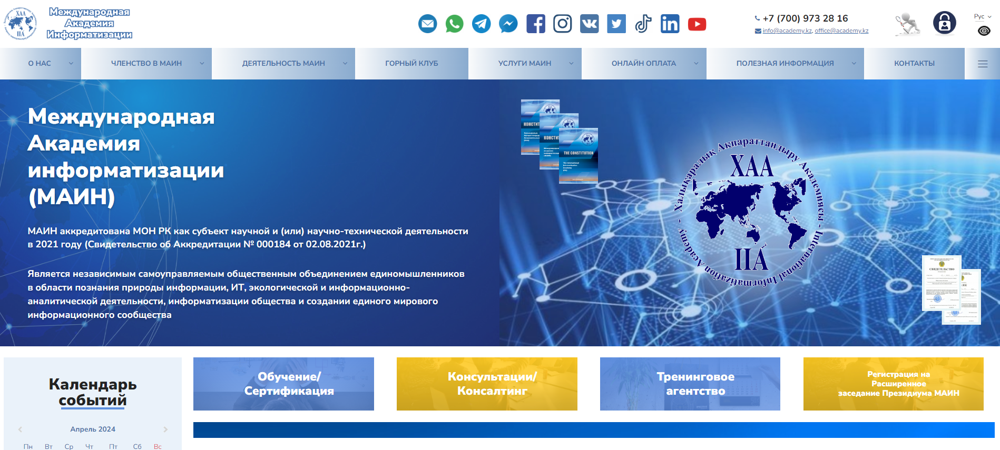 ХАА
ІІА
Международная
Академия
Информатизации
+7 (700) 973 28 16
info@academy.kz, office@academy.kz
Рус
О НАС
ЧЛЕНСТВО В МАИН
ДЕЯТЕЛЬНОСТЬ МАИН
ГОРНЫЙ КЛУБ
УСЛУГИ МАИН
ОНЛАЙН ОПЛАТА
ПОЛЕЗНАЯ ИНФОРМАЦИЯ
КОНТАКТЫ
Международная
Академия
информатизации
(МАИН)
МАИН аккредитована МОН РК как субъект научной и (или) научно-технической деятельности
в 2021 году (Свидетельство об Аккредитации № 000184 от 02.08.2021г.)
Является независимым самоуправляемым общественным объединением единомышленников
в области познания природы информации, ИТ, экологической и информационно-
аналитической деятельности, информатизации общества и создании единого мирового
информационного сообщества
THE CONSTITUTION
Халықаралық Ақпараттандыру Академиясы - International Informatization Academy -
ХАА
ІІА
СВИДЕТЕЛЬСТВО
Календарь
событий
Апрель 2024
Пн Вт Ср Чт Пт Сб Вс
Обучение/
Сертификация
Консультации/
Консалтинг
Тренинговое
агентство
Регистрация на
Расширенное
заседание Президиума МАИН